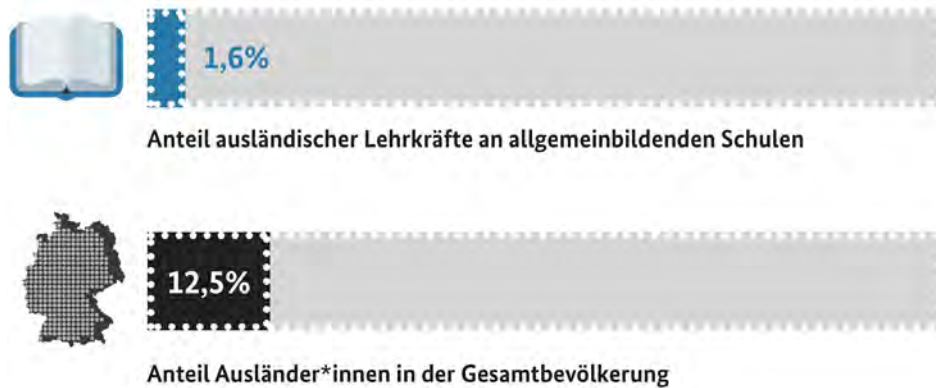 1,6%
Anteil ausländischer Lehrkräfte an allgemeinbildenden Schulen
12,5%
Anteil Ausländer*innen in der Gesamtbevölkerung